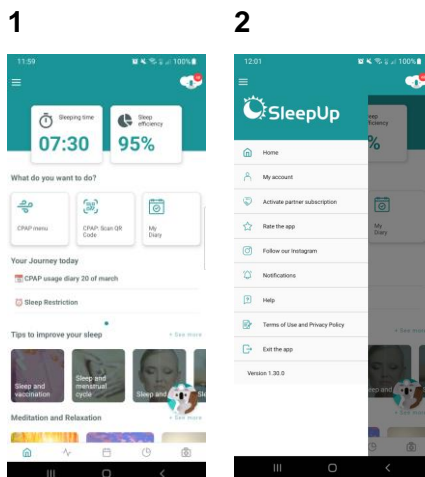 1
2
11:59
100%
Sleeping time
07:30
Sleep
efficiency
95%
What do you want to do?
CPAP menu
CPAP: Scan QR
Code
My
Diary
Your Journey today
CPAP usage diary 20 of march
Sleep Restriction
Tips to improve your sleep
+ See more
Sleep and
vaccination
Sleep and
menstrual
cycle
Sleep and
Sle
Meditation and Relaxation
+ See more
12:01
100%
SleepUp
Home
My account
Activate partner subscription
Rate the app
Follow our Instagram
Notifications
Help
Terms of Use and Privacy Policy
Exit the app
Version 1.30.0
%
My
Diary
+ See more